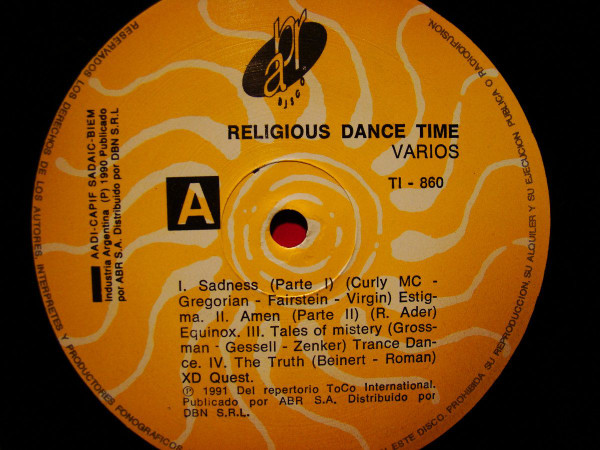 abr
DISCOS
RELIGIOUS DANCE TIME
VARIOS
TI - 860
A
AADI-CAPIF SADAIC-BIEM
Industria Argentina (P) 1990 Publicado
por ABR S.A. Distribuido por DBN S.R.L
I. Sadness (Parte I) (Curly MC -
Gregorian - Fairstein - Virgin) Estig-
ma. II. Amen (Parte II) (R. Ader)
Equinox. III. Tales of mistery (Gross-
man - Gessell - Zenker) Trance Dan-
ce. IV. The Truth (Beinert - Roman)
XD Quest.
Ⓟ 1991 Del repertorio ToCo International.
Publicado por ABR S.A. Distribuido por
DBN S.R.L.
RESERVADOS LOS DERECHOS DE LOS AUTORES, INTERPRETES Y PRODUCTORES FONOGRAFICOS
ESTE DISCO. PROHIBIDA SU REPRODUCCION, SU ALQUILER Y SU EJECUCION PUBLICA O RADIODIFUSION.